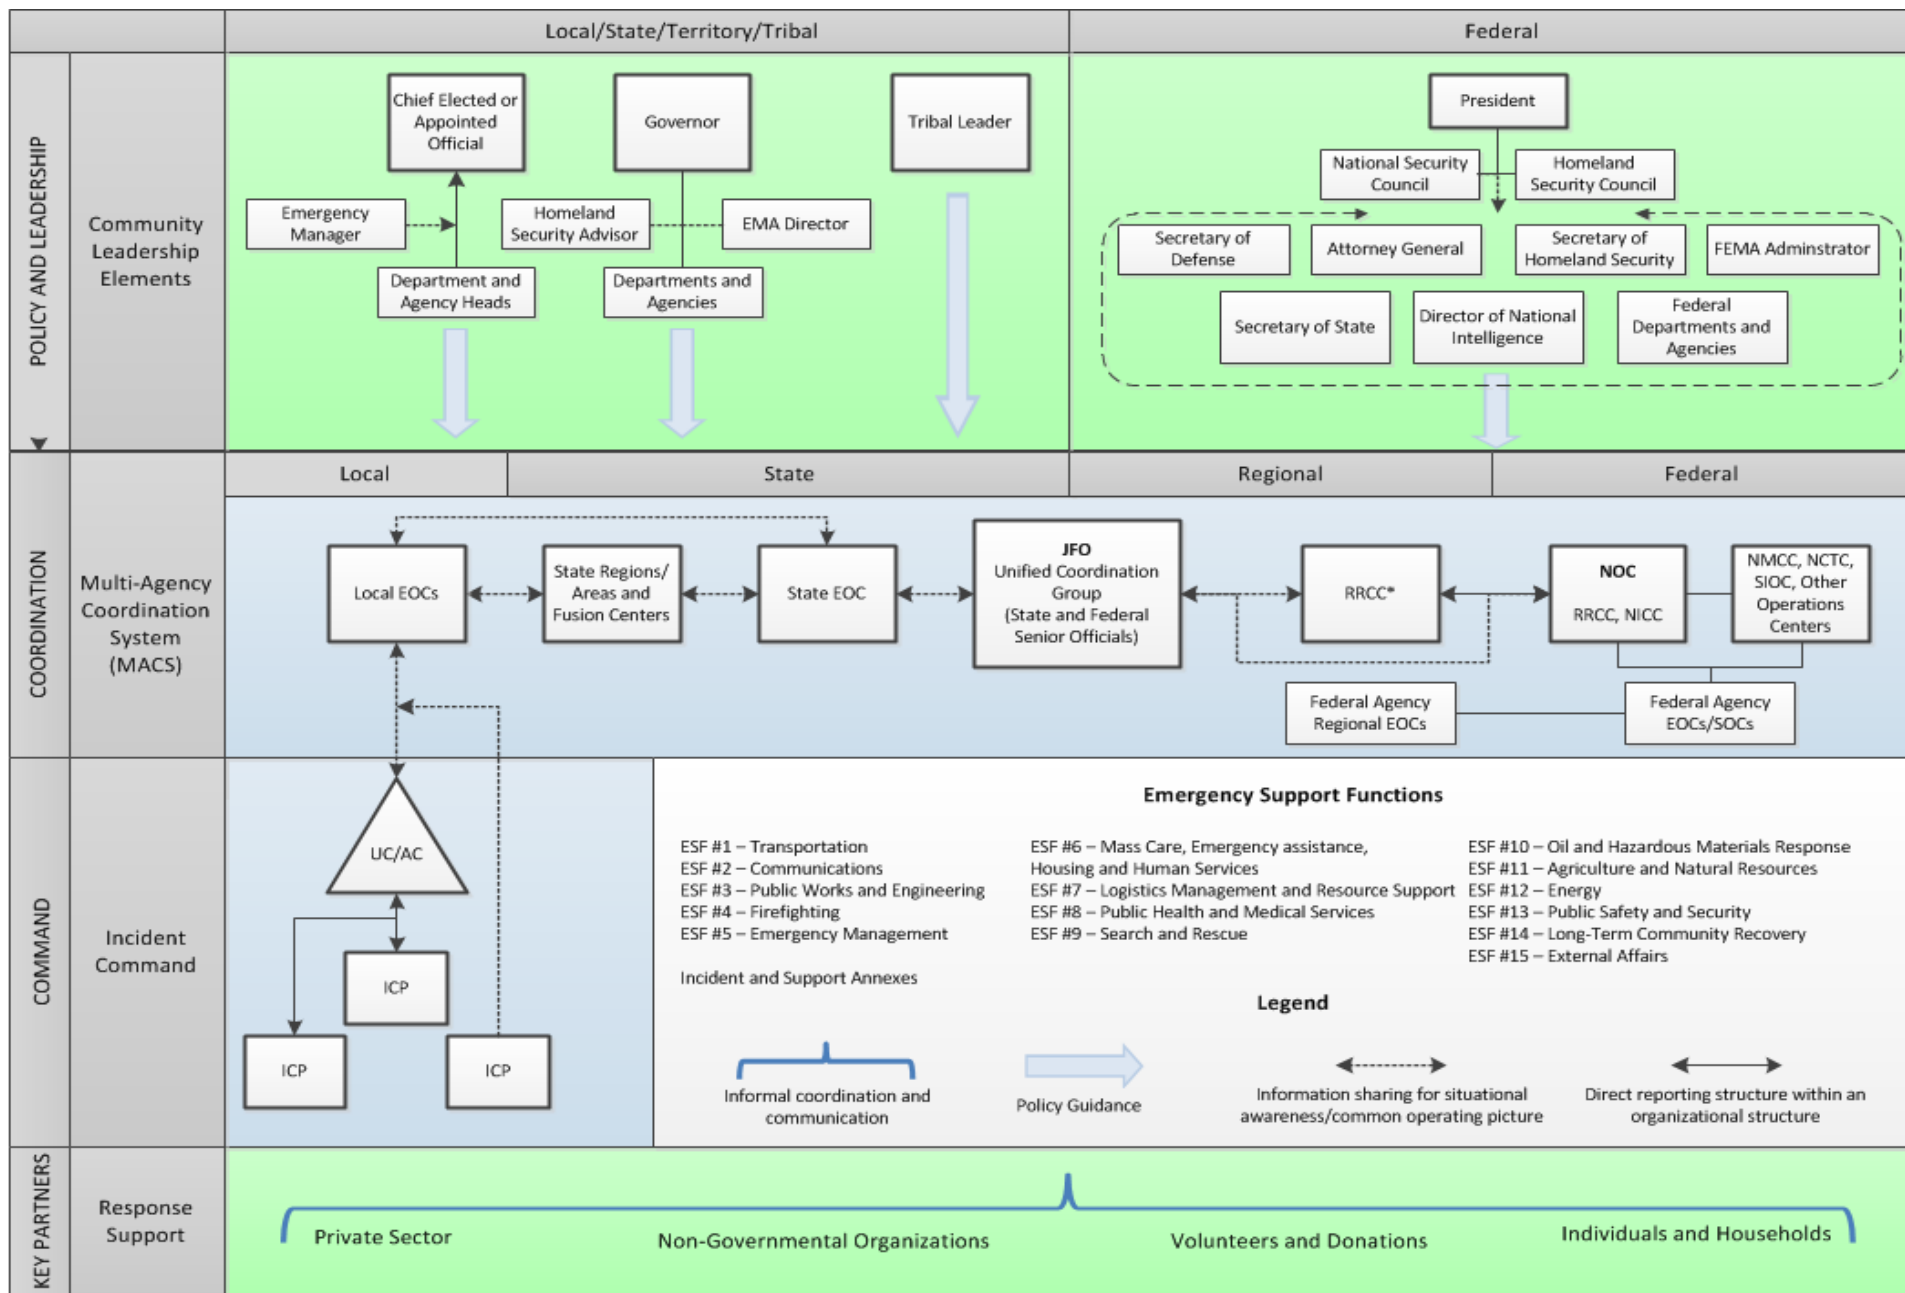 Local/State/Territory/Tribal
Federal
POLICY AND LEADERSHIP
Community
Leadership
Elements
Chief Elected or
Appointed
Official
Governor
Tribal Leader
President
National Security
Council
Homeland
Security Council
Emergency
Manager
Homeland
Security Advisor
EMA Director
Secretary of
Defense
Attorney General
Secretary of
Homeland Security
FEMA Adminstrator
Department and
Agency Heads
Departments and
Agencies
Secretary of State
Director of National
Intelligence
Federal
Departments and
Agencies
Local
State
Regional
Federal
COORDINATION
Multi-Agency
Coordination
System
(MACS)
Local EOCs
State Regions/
Areas and
Fusion Centers
State EOC
JFO
Unified Coordination
Group
(State and Federal
Senior Officials)
RRCC*
NOC
RRCC, NICC
NMCC, NCTC,
SIOC, Other
Operations
Centers
Federal Agency
Regional EOCs
Federal Agency
EOCs/SOCs
COMMAND
Incident
Command
UC/AC
ICP
ICP
ICP
Emergency Support Functions
ESF #1 – Transportation
ESF #2 – Communications
ESF #3 – Public Works and Engineering
ESF #4 – Firefighting
ESF #5 – Emergency Management
Incident and Support Annexes
ESF #6 – Mass Care, Emergency assistance,
Housing and Human Services
ESF #7 – Logistics Management and Resource Support
ESF #8 – Public Health and Medical Services
ESF #9 – Search and Rescue
ESF #10 – Oil and Hazardous Materials Response
ESF #11 – Agriculture and Natural Resources
ESF #12 – Energy
ESF #13 – Public Safety and Security
ESF #14 – Long-Term Community Recovery
ESF #15 – External Affairs
Legend
Informal coordination and
communication
Policy Guidance
Information sharing for situational
awareness/common operating picture
Direct reporting structure within an
organizational structure
KEY PARTNERS
Response
Support
Private Sector
Non-Governmental Organizations
Volunteers and Donations
Individuals and Households